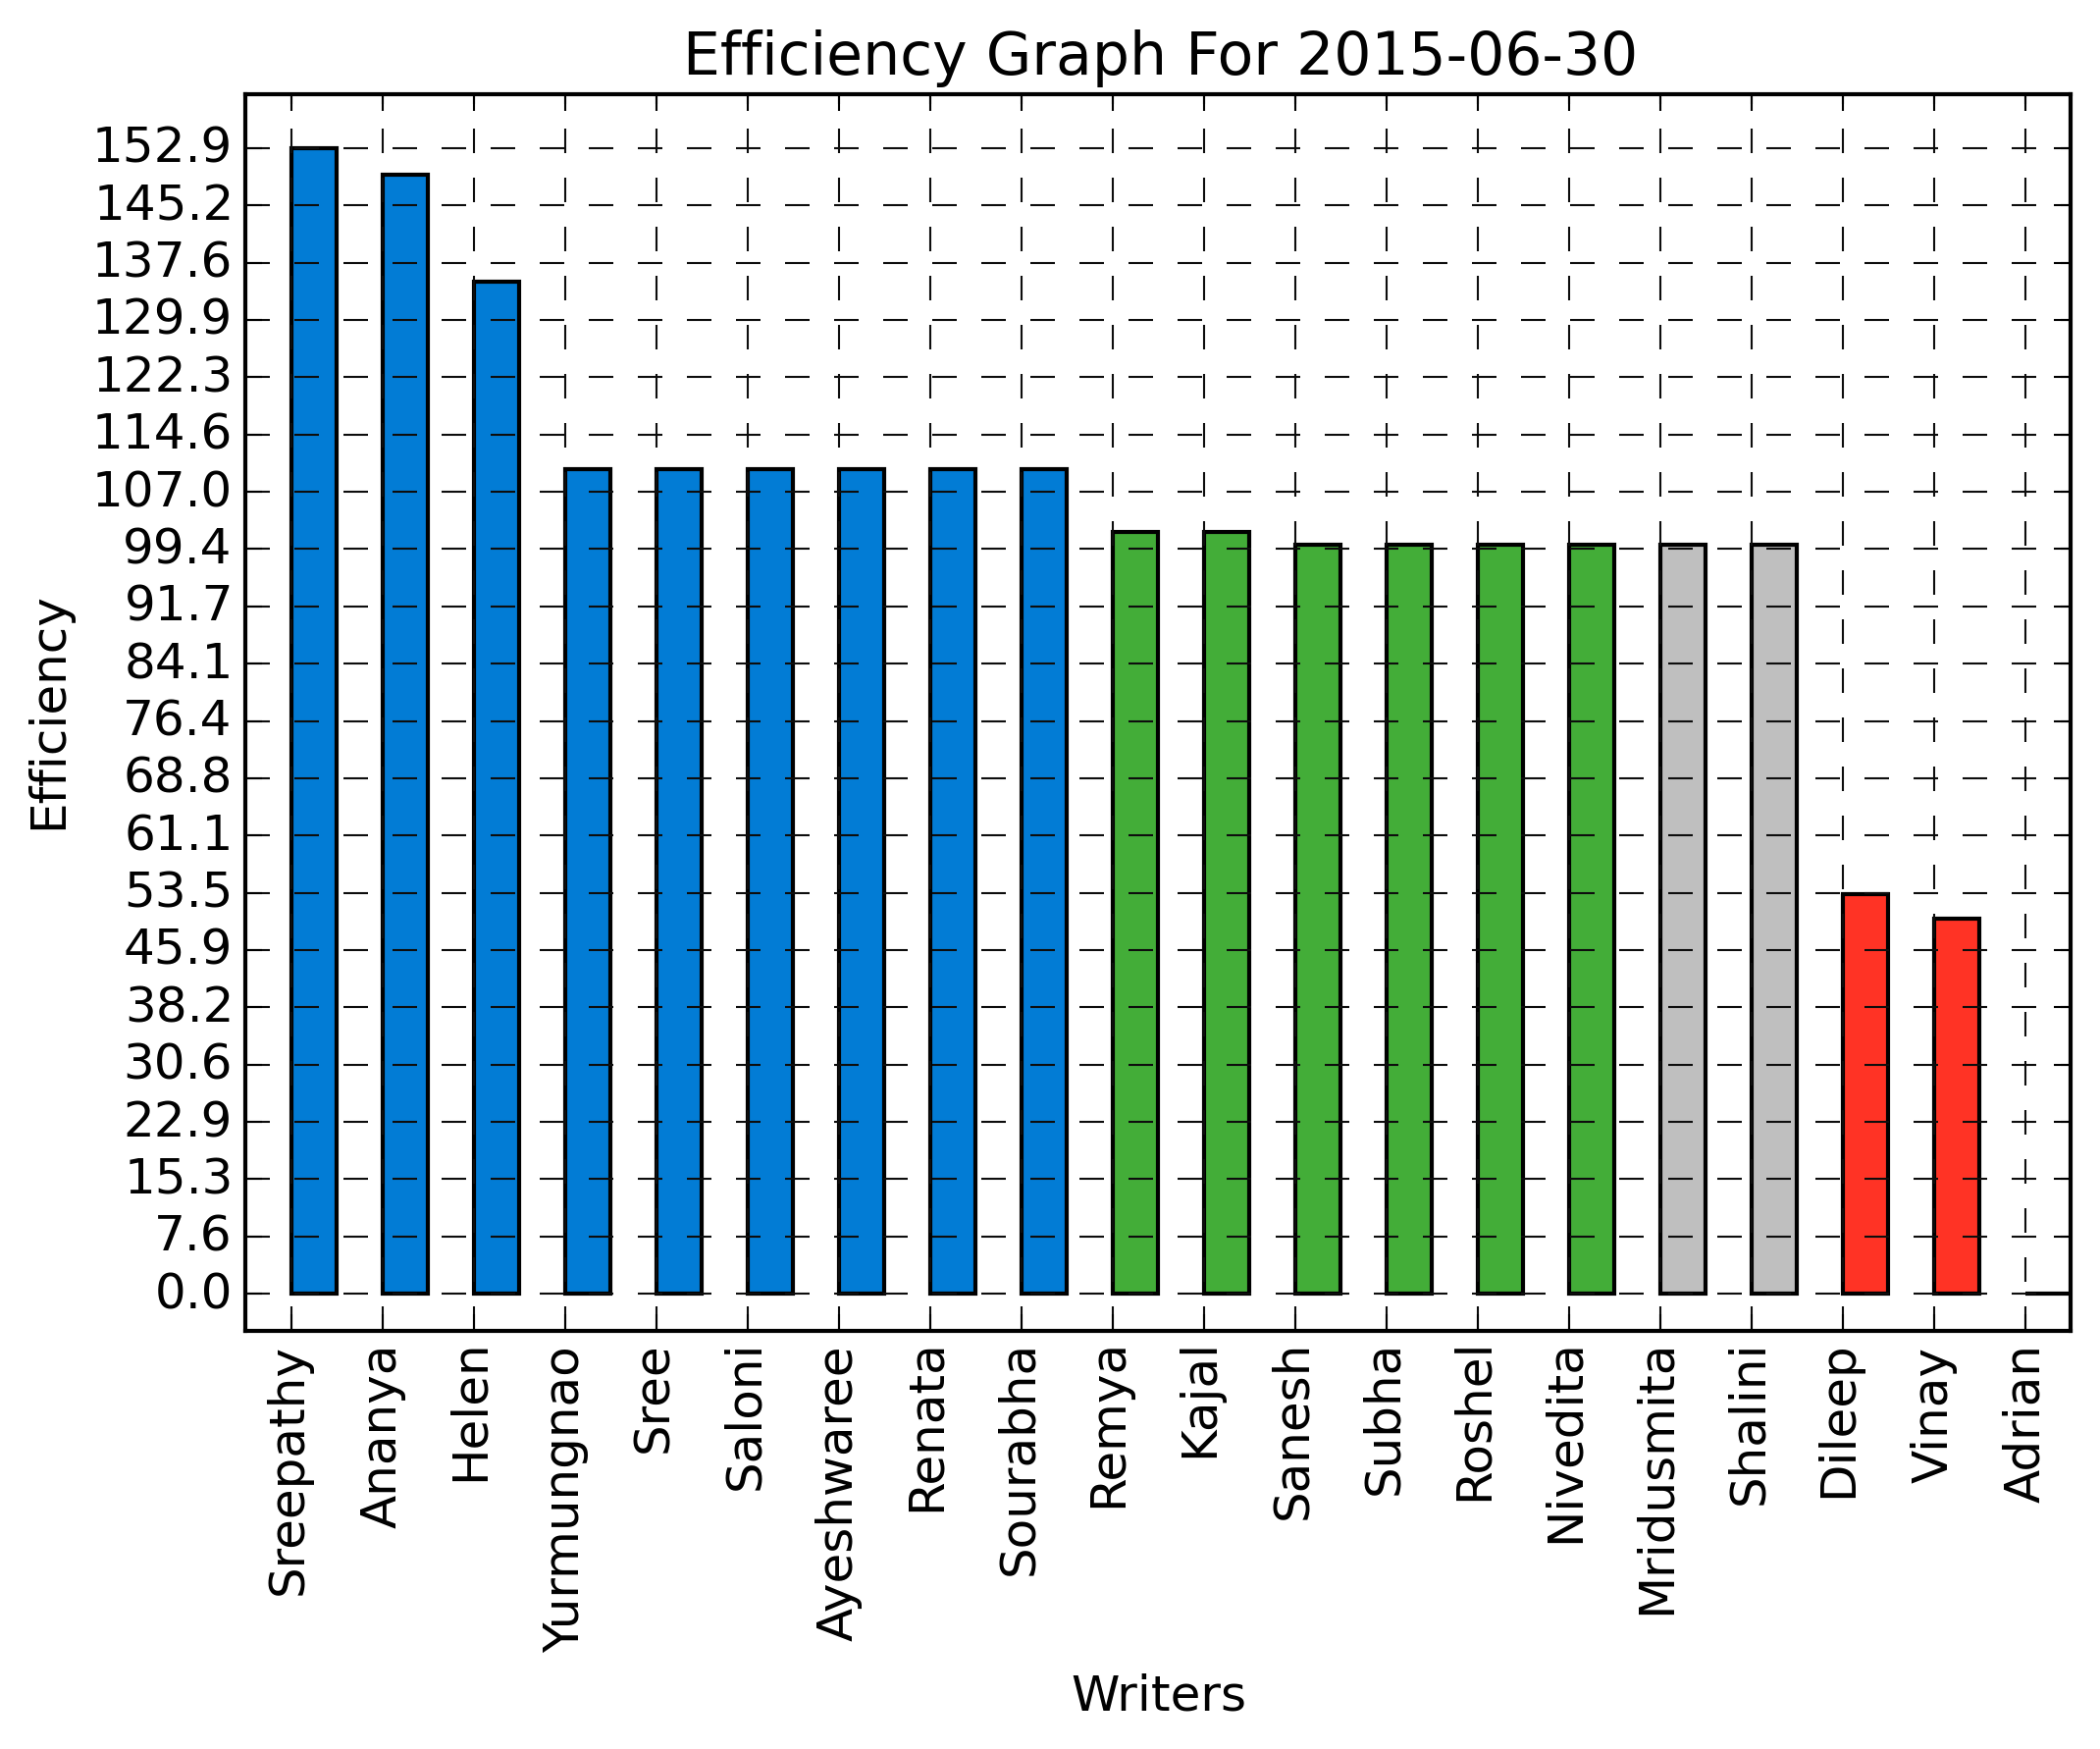 Efficiency Graph For 2015-06-30
Efficiency
152.9
145.2
137.6
129.9
122.3
114.6
107.0
99.4
91.7
84.1
76.4
68.8
61.1
53.5
45.9
38.2
30.6
22.9
15.3
7.6
0.0
Sreepathy
Ananya
Helen
Yurmungnao
Sree
Saloni
Ayeshwaree
Renata
Sourabha
Remya
Kajal
Sanesh
Subha
Roshel
Nivedita
Mridusmita
Shalini
Dileep
Vinay
Adrian
Writers